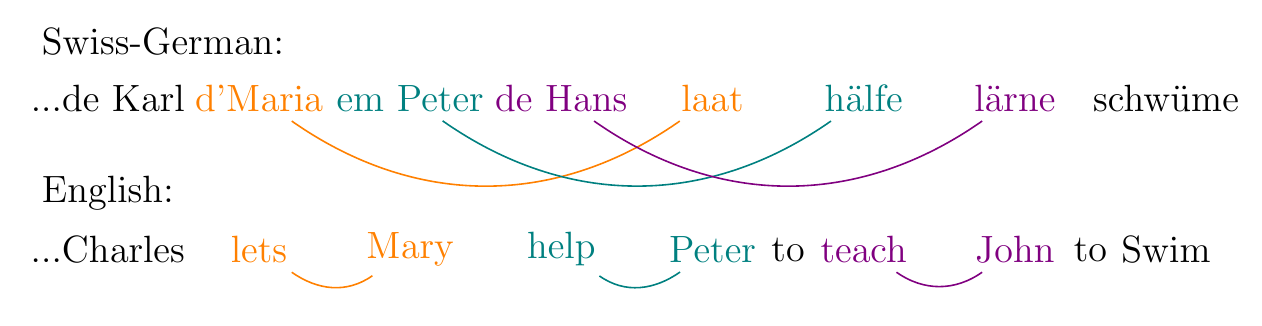 Swiss-German:
...de Karl d'Maria em Peter de Hans laat hälfe lärne schwüme
English:
...Charles lets Mary help Peter to teach John to Swim